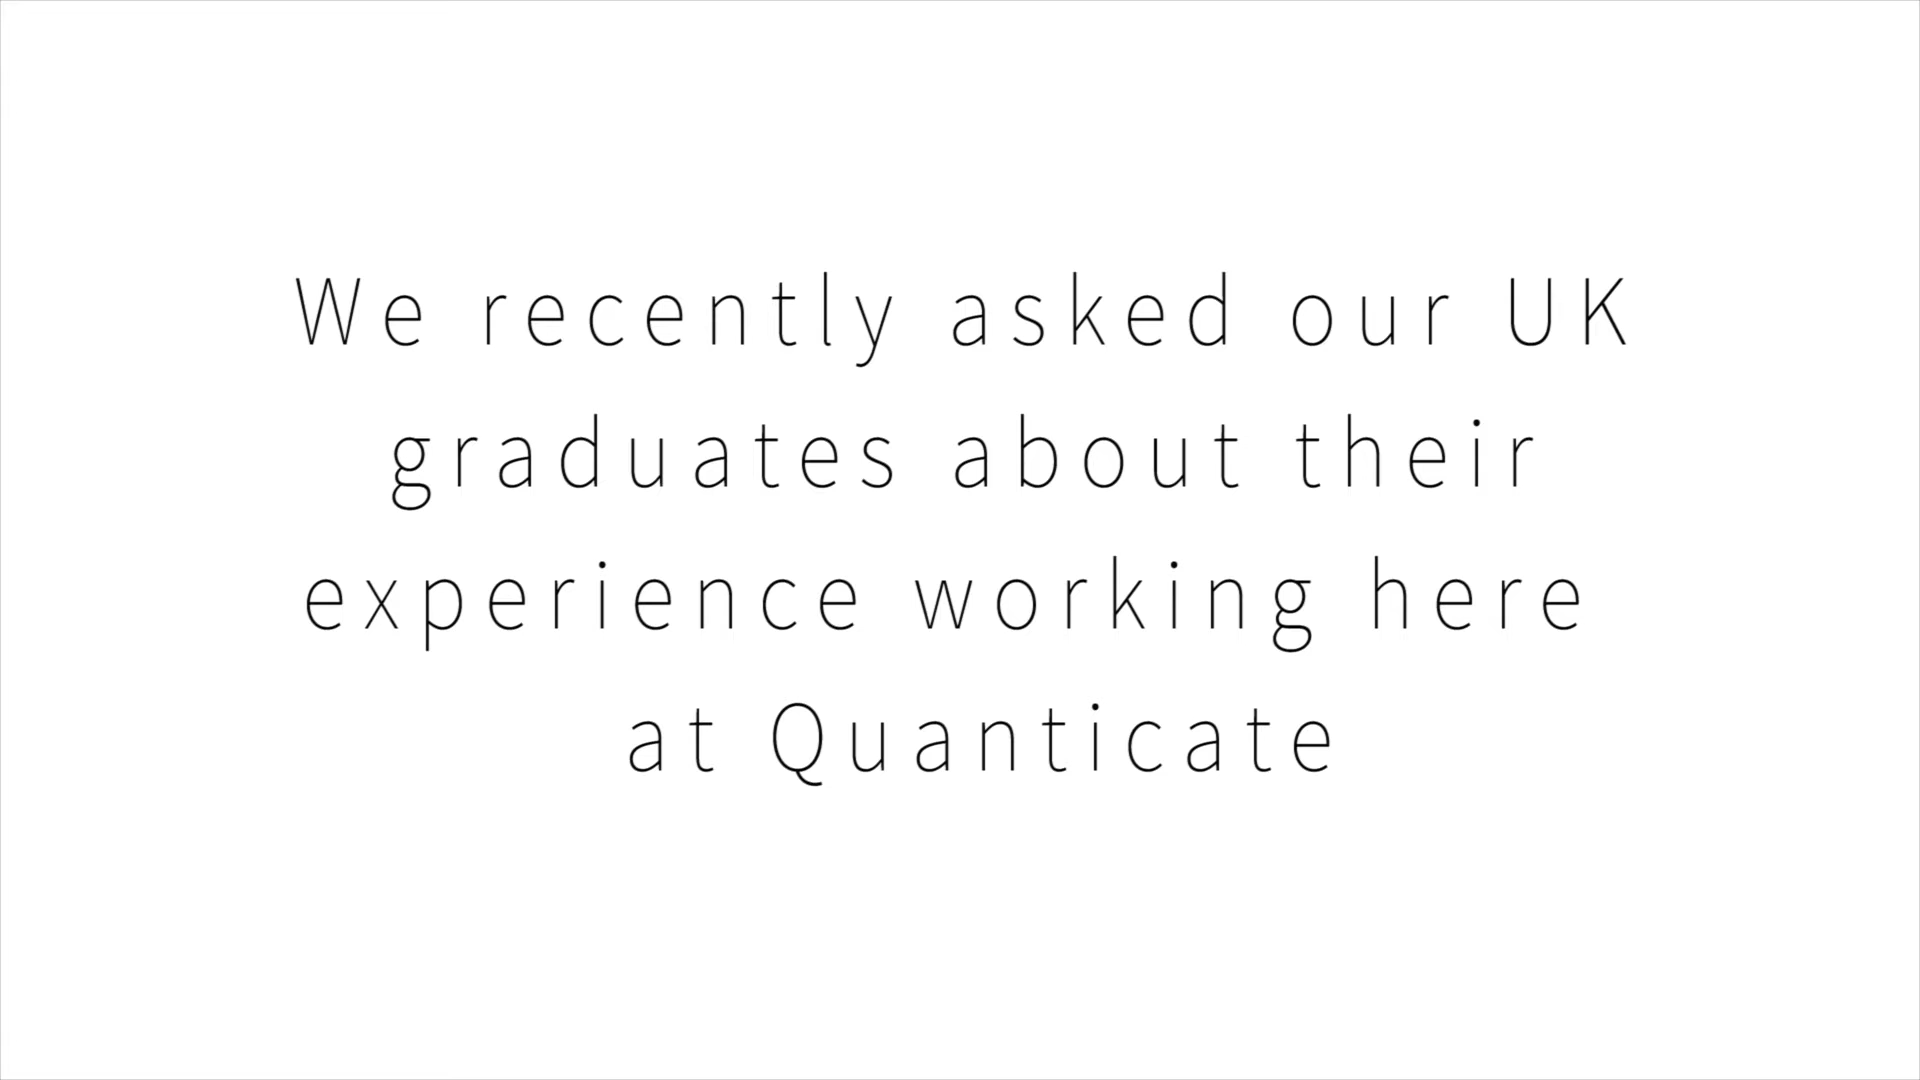 We recently asked our UK
graduates about their
experience working here
at Quanticate